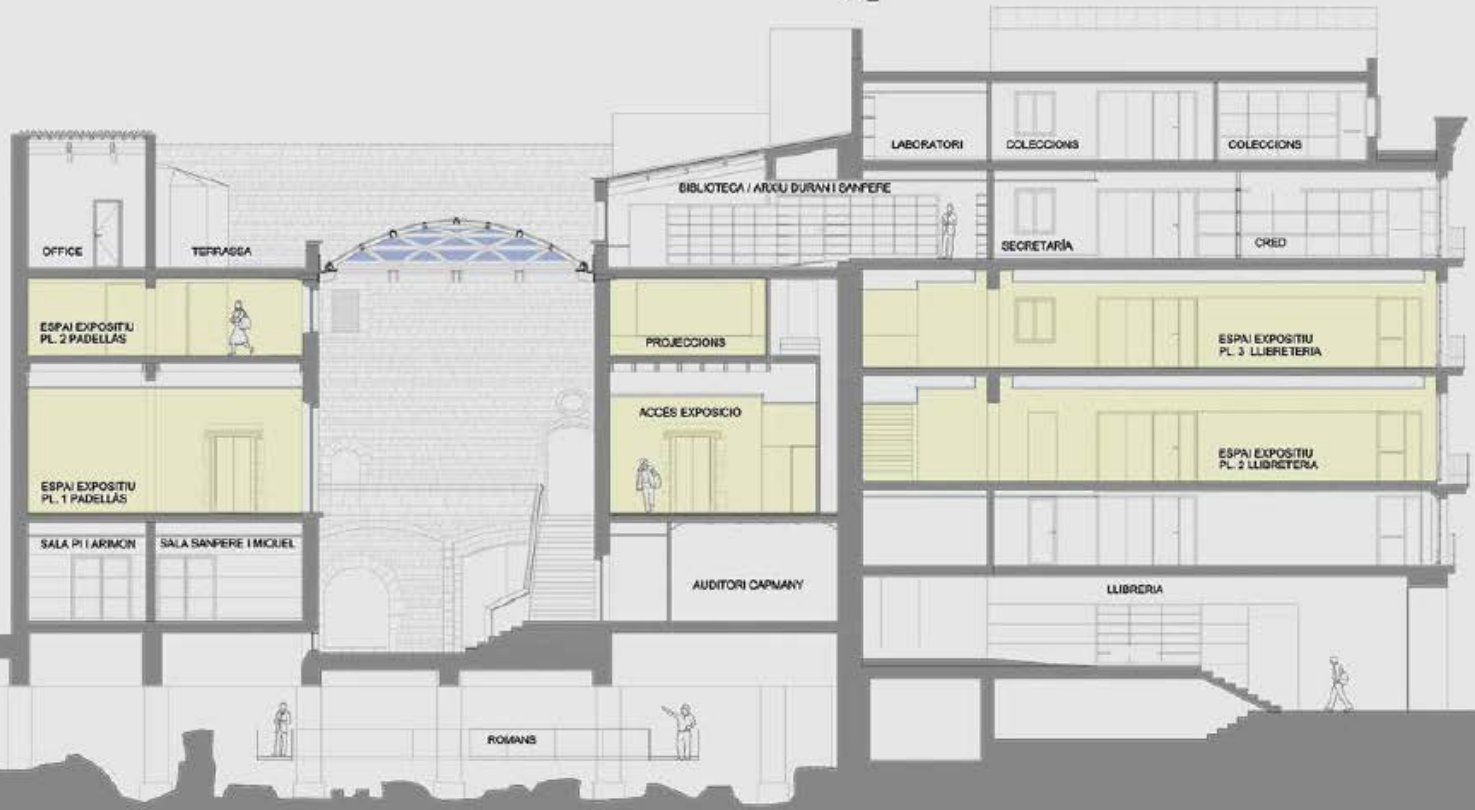 LABORATORI
COLECCIONS
COLECCIONS
BIBLIOTECA / ARXIU DURAN I SANPERE
OFFICE
TERRASSA
SECRETARÍA
CRED
ESPAI EXPOSITIU
PL. 2 PADELLÀS
PROJECCIONS
ESPAI EXPOSITIU
PL. 3 LLIBRETERIA
ACCÉS EXPOSICIO
ESPAI EXPOSITIU
PL. 2 LLIBRETERIA
ESPAI EXPOSITIU
PL. 1 PADELLÀS
SALA PI I ARIMON
SALA SANPERE I MIQUEL
AUDITORI CAPMANY
LLIBRERIA
ROMANS